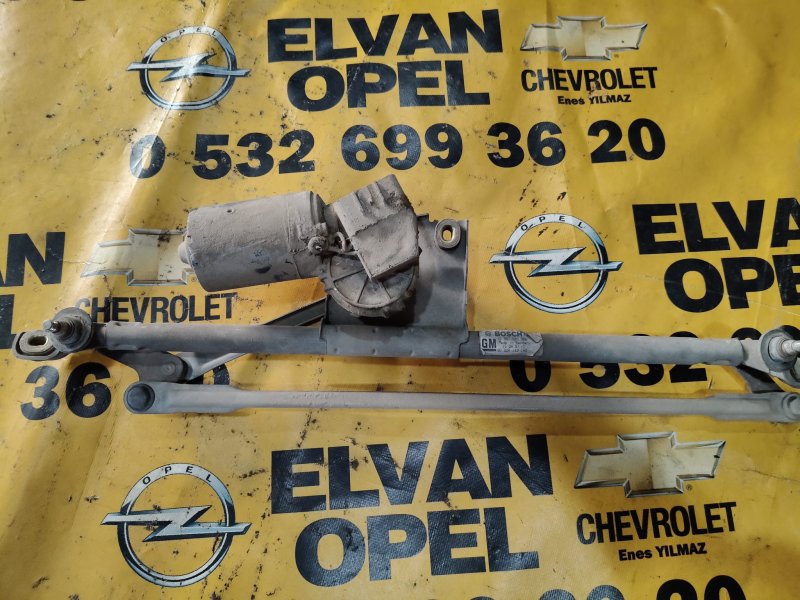 OPEL
ELVAN
OPEL
CHEVROLET
Enes YILMAZ
0 532 699 36 20
OPEL
ELVAN
OPEL
VAN
CHEVROLET
BOSCH
GM
36
0 532
OPEL
ELVAN
OPEL
CHEVROLET
Enes YILMAZ